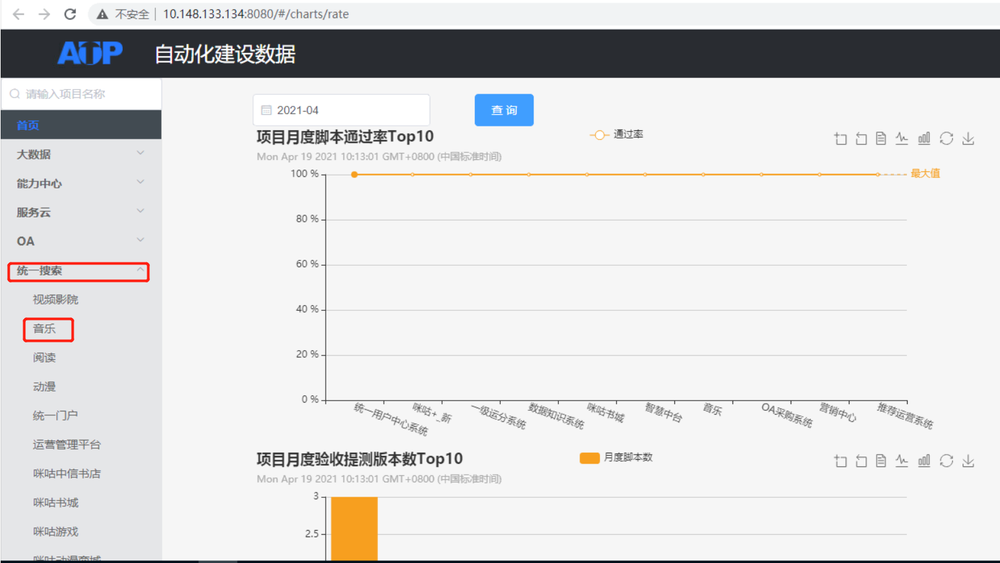 不安全 | 10.148.133.134:8080/#/charts/rate
ATP 自动化建设数据
请输入项目名称
首页
大数据
能力中心
服务云
OA
统一搜索
视频影院
音乐
阅读
动漫
统一门户
运营管理平台
咪咕中信书店
咪咕书城
咪咕游戏
咪咕动漫商城
2021-04
查询
项目月度脚本通过率Top10
通过率
Mon Apr 19 2021 10:13:01 GMT+0800 (中国标准时间)
100 %
最大值
80 %
60 %
40 %
20 %
0 %
统一用户中心系统
咪咕+_新
一级运分系统
数据知识系统
咪咕书城
智慧中台
音乐
OA采购系统
营销中心
推荐运营系统
项目月度验收提测版本数Top10
月度脚本数
Mon Apr 19 2021 10:13:01 GMT+0800 (中国标准时间)
3
2.5